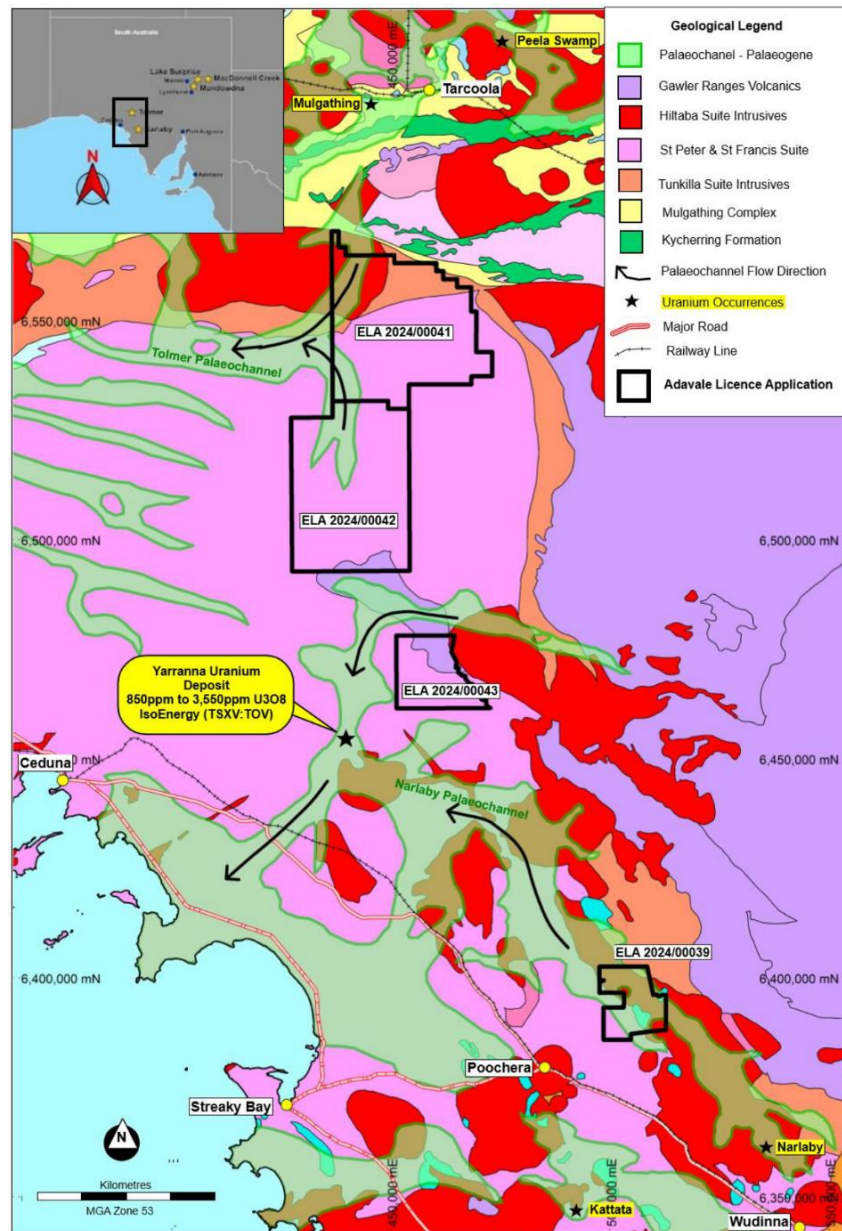 South Australia
Lake Surprise
Marree
MacDonnell Creek
Mundowdna
Lyndhurst
Tolmer
Ceduna
Narlaby
Port Augusta
Adelaide
N
450,000 mE
Peela Swamp
Tarcoola
Mulgathing
Geological Legend
Palaeochanel - Palaeogene
Gawler Ranges Volcanics
Hiltaba Suite Intrusives
St Peter & St Francis Suite
Tunkilla Suite Intrusives
Mulgathing Complex
Kycherring Formation
Palaeochannel Flow Direction
Uranium Occurrences
Major Road
Railway Line
Adavale Licence Application
6,550,000 mN
ELA 2024/00041
Tolmer Palaeochannel
ELA 2024/00042
6,500,000 mN
6,500,000 mN
Yarranna Uranium
Deposit
850ppm to 3,550ppm U3O8
IsoEnergy (TSXV:TOV)
ELA 2024/00043
Ceduna
6,450,000 mN
Narlaby Palaeochannel
ELA 2024/00039
6,400,000 mN
6,400,000 mN
Poochera
Streaky Bay
N
Kilometres
MGA Zone 53
450,000 mE
Kattata
Narlaby
6,350,000 mN
Wudinna